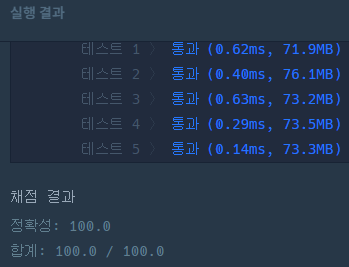 실행 결과
테스트 1 〉 통과 (0.62ms, 71.9MB)
테스트 2 〉 통과 (0.40ms, 76.1MB)
테스트 3 〉 통과 (0.63ms, 73.2MB)
테스트 4 〉 통과 (0.29ms, 73.5MB)
테스트 5 〉 통과 (0.14ms, 73.3MB)
채점 결과
정확성: 100.0
합계: 100.0 / 100.0